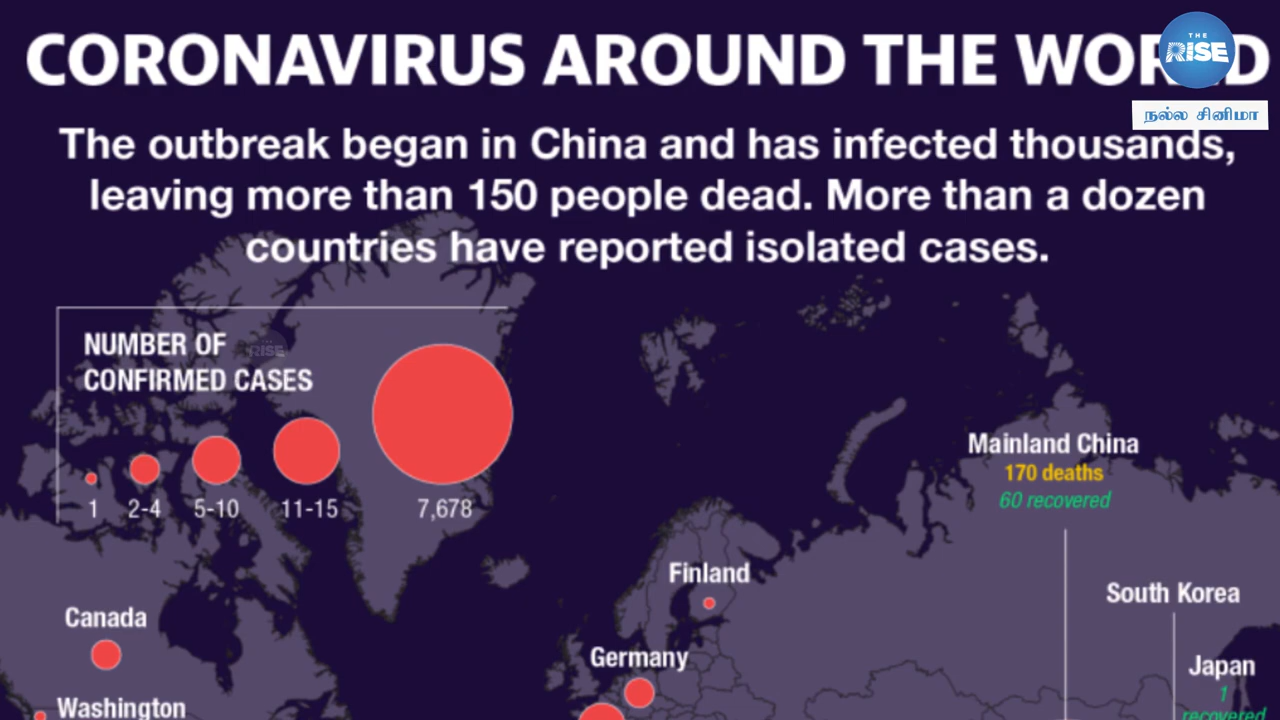 CORONAVIRUS AROUND THE WORLD
THE
RISE
நல்ல சினிமா
The outbreak began in China and has infected thousands,
leaving more than 150 people dead. More than a dozen
countries have reported isolated cases.
NUMBER OF
CONFIRMED CASES
RISE
1 2-4 5-10 11-15 7,678
Mainland China
170 deaths
60 recovered
Finland
South Korea
Canada
Germany
Japan
1
recovered
Washington